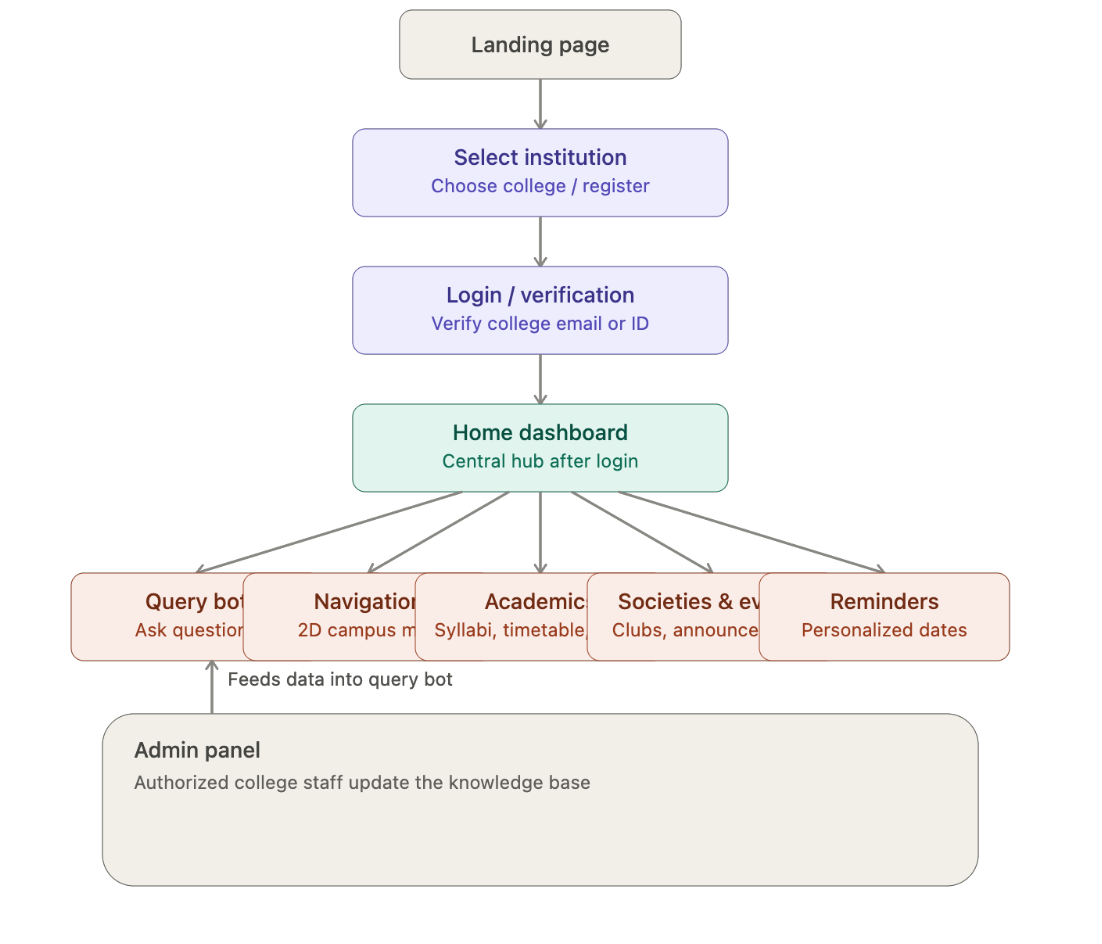 Landing page
Select institution
Choose college / register
Login / verification
Verify college email or ID
Home dashboard
Central hub after login
Query bot
Ask question
Navigation
2D campus m
Academic
Syllabi, timetable,
Societies & ev
Clubs, announce
Reminders
Personalized dates
Feeds data into query bot
Admin panel
Authorized college staff update the knowledge base